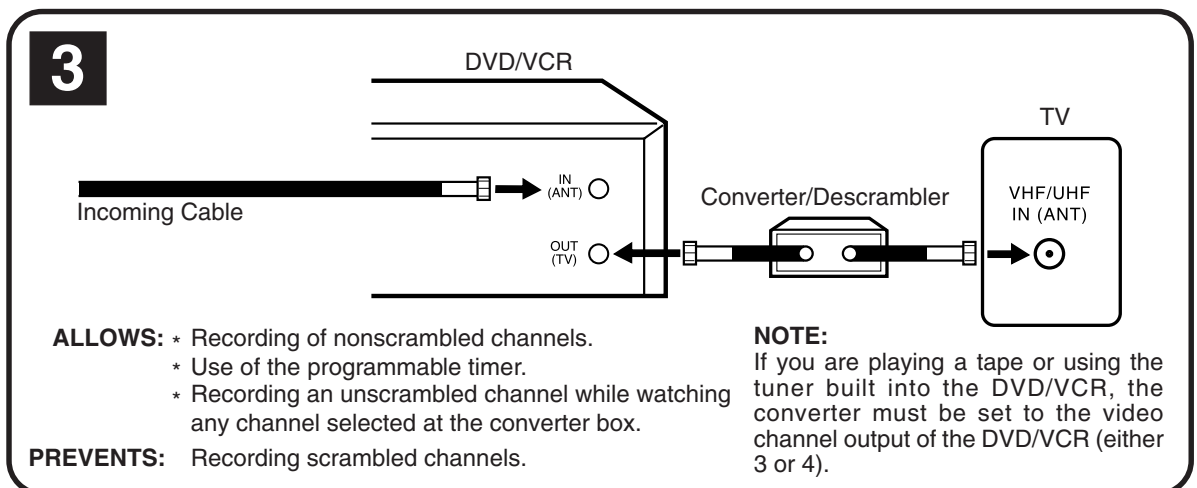 3
DVD/VCR
TV
IN
(ANT)
Incoming Cable
Converter/Descrambler
VHF/UHF
IN (ANT)
OUT
(TV)
ALLOWS: * Recording of nonscrambled channels.
* Use of the programmable timer.
* Recording an unscrambled channel while watching
any channel selected at the converter box.
PREVENTS: Recording scrambled channels.
NOTE:
If you are playing a tape or using the
tuner built into the DVD/VCR, the
converter must be set to the video
channel output of the DVD/VCR (either
3 or 4).